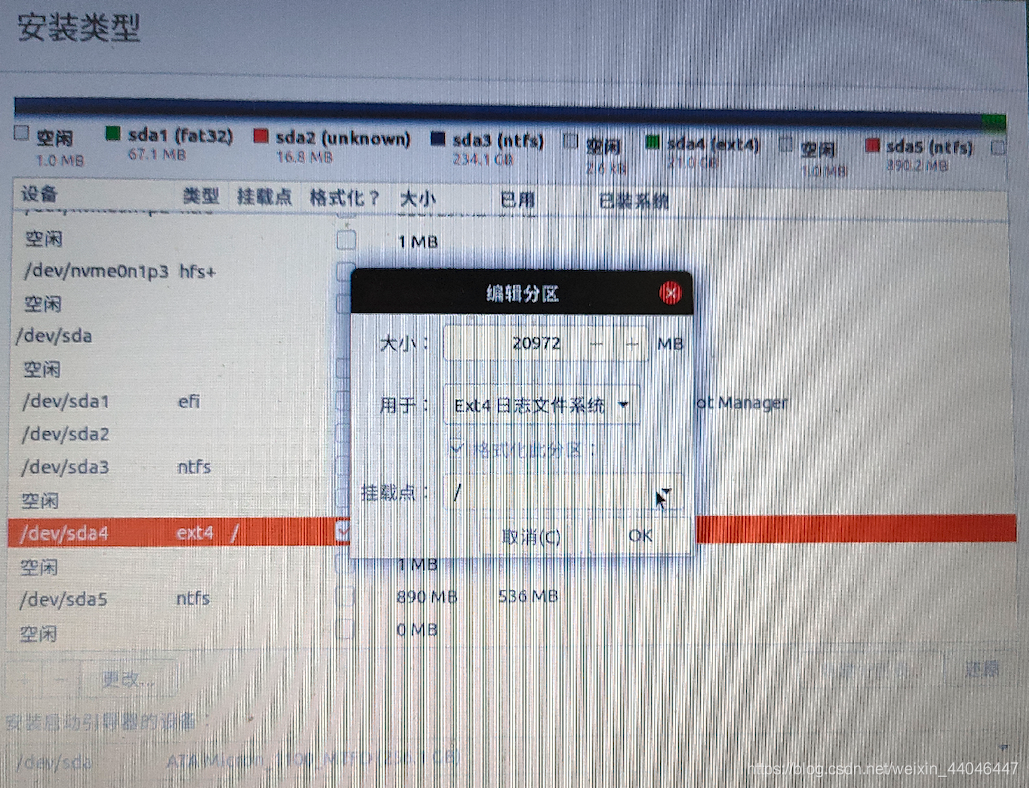 安装类型
空闲 sda1 (fat32) sda2 (unknown) sda3 (ntfs) 空闲 sda4 (ext4) 空闲 sda5 (ntfs)
1.0 MB 67.1 MB 16.8 MB 234.1 GB 2.6 kB 21.0 GB 1.0 MB 890.2 MB
设备 类型 挂载点 格式化？ 大小 已用 已装系统
空闲 1 MB
/dev/nvme0n1p3 hfs+
空闲
/dev/sda
空闲
/dev/sda1 efi ot Manager
/dev/sda2
/dev/sda3 ntfs
空闲
/dev/sda4 ext4 /
空闲 1 MB
/dev/sda5 ntfs 890 MB 536 MB
空闲 0 MB
编辑分区
大小： 20972 MB
用于： Ext4 日志文件系统
格式化此分区：
挂载点： /
取消(C) OK
更改... 还原
安装启动引导器的设备：
/dev/sda ATA Micron_1100_MTFD (256.1 GB)
https://blog.csdn.net/weixin_44046447